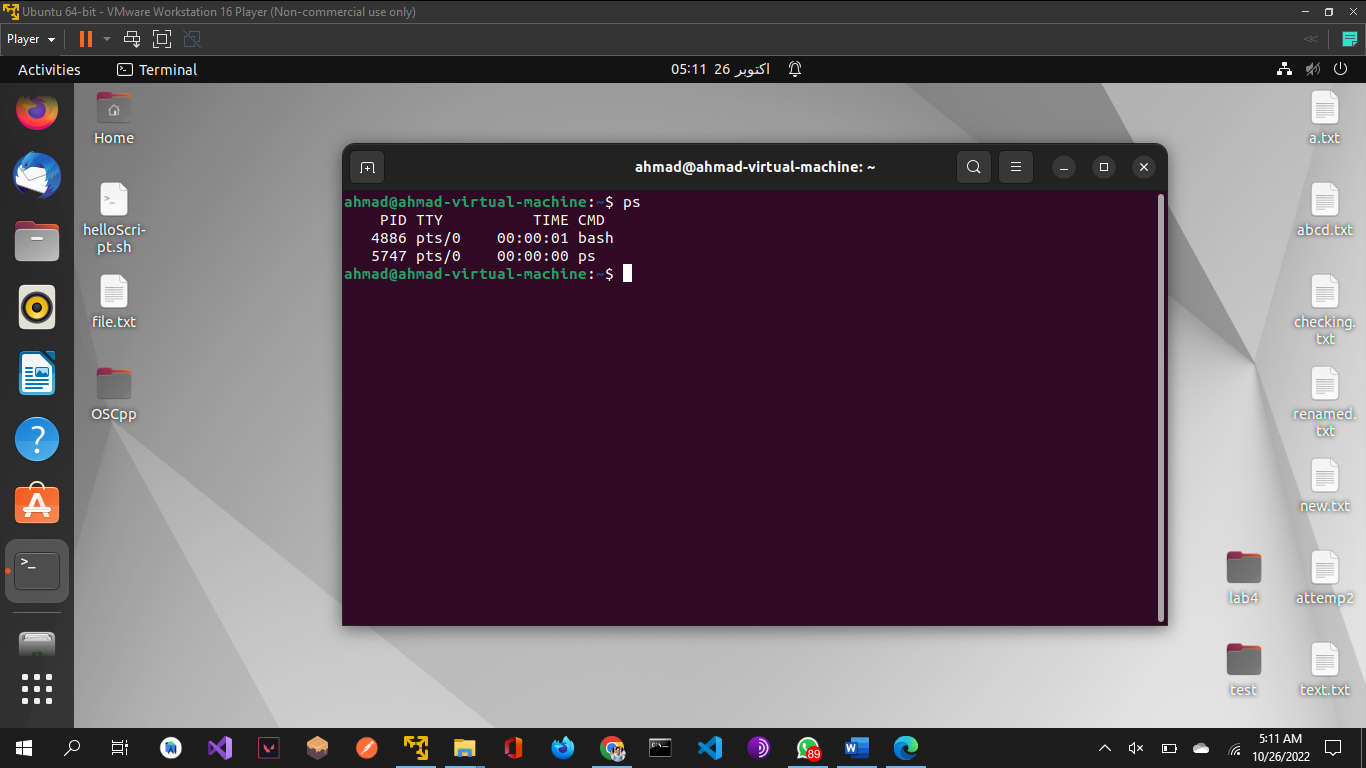 Ubuntu 64-bit - VMware Workstation 16 Player (Non-commercial use only)
Player
Activities
Terminal
05:11 26 اکتوبر
Home
helloScri-
pt.sh
file.txt
OSCpp
ahmad@ahmad-virtual-machine: ~
ahmad@ahmad-virtual-machine:~$ ps
PID TTY TIME CMD
4886 pts/0 00:00:01 bash
5747 pts/0 00:00:00 ps
ahmad@ahmad-virtual-machine:~$
a.txt
abcd.txt
checking.
txt
renamed.
txt
new.txt
lab4
attemp2
test
text.txt
89
5:11 AM
10/26/2022